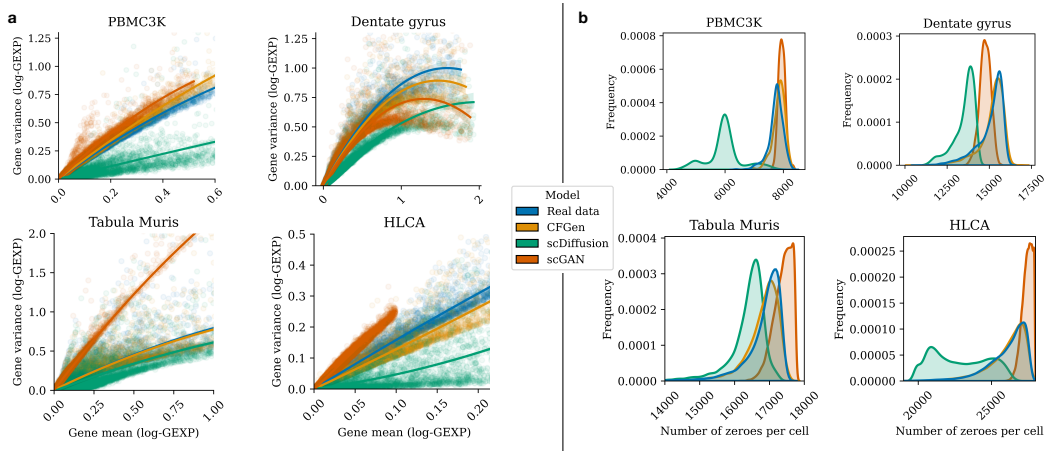 a
PBMC3K
Gene variance (log-GEXP)
1.25
1.00
0.75
0.50
0.25
0.00
0.0
0.2
0.4
0.6
Dentate gyrus
Gene variance (log-GEXP)
1.25
1.00
0.75
0.50
0.25
0.00
0
1
2
Tabula Muris
Gene variance (log-GEXP)
2.0
1.5
1.0
0.5
0.0
0.00
0.25
0.50
0.75
1.00
Gene mean (log-GEXP)
HLCA
Gene variance (log-GEXP)
0.5
0.4
0.3
0.2
0.1
0.0
0.00
0.05
0.10
0.15
0.20
Gene mean (log-GEXP)
Model
Real data
CFGen
scDiffusion
scGAN
b
PBMC3K
Frequency
0.0008
0.0006
0.0004
0.0002
0.0000
4000
6000
8000
Dentate gyrus
Frequency
0.0003
0.0002
0.0001
0.0000
10000
12500
15000
17500
Tabula Muris
Frequency
0.0004
0.0003
0.0002
0.0001
0.0000
14000
15000
16000
17000
18000
Number of zeroes per cell
HLCA
Frequency
0.00025
0.00020
0.00015
0.00010
0.00005
0.00000
20000
25000
Number of zeroes per cell